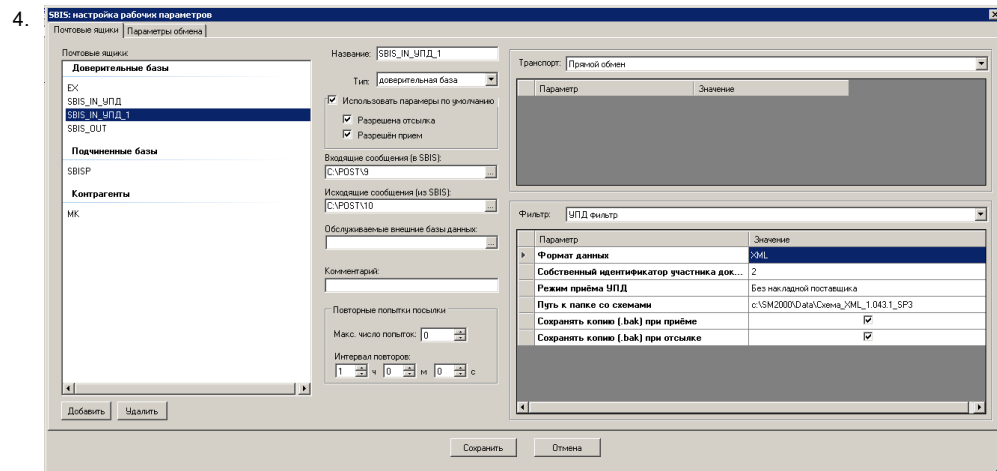 4.
SBIS: настройка рабочих параметров
Почтовые ящики
Параметры обмена
Почтовые ящики:
Доверительные базы
EX
SBIS_IN_УПД
SBIS_IN_УПД_1
SBIS_OUT
Подчиненные базы
SBISP
Контрагенты
МК
Добавить
Удалить
Название: SBIS_IN_УПД_1
Тип: доверительная база
Использовать парамеры по умолчанию
Разрешена отсылка
Разрешён прием
Входящие сообщения (в SBIS):
C:\POST\9
...
Исходящие сообщения (из SBIS):
C:\POST\10
...
Обслуживаемые внешние базы данных:
...
Комментарий:
Повторные попытки посылки
Макс. число попыток: 0
Интервал повторов:
1 ч 0 м 0 с
Транспорт: Прямой обмен
Параметр Значение
Фильтр: УПД фильтр
Параметр Значение
Формат данных XML
Собственный идентификатор участника док... 2
Режим приёма УПД Без накладной поставщика
Путь к папке со схемами c:\SM2000\Data\Схема_XML_1.043.1_SP3
Сохранять копию (.bak) при приёме
Сохранять копию (.bak) при отсылке
Сохранить
Отмена